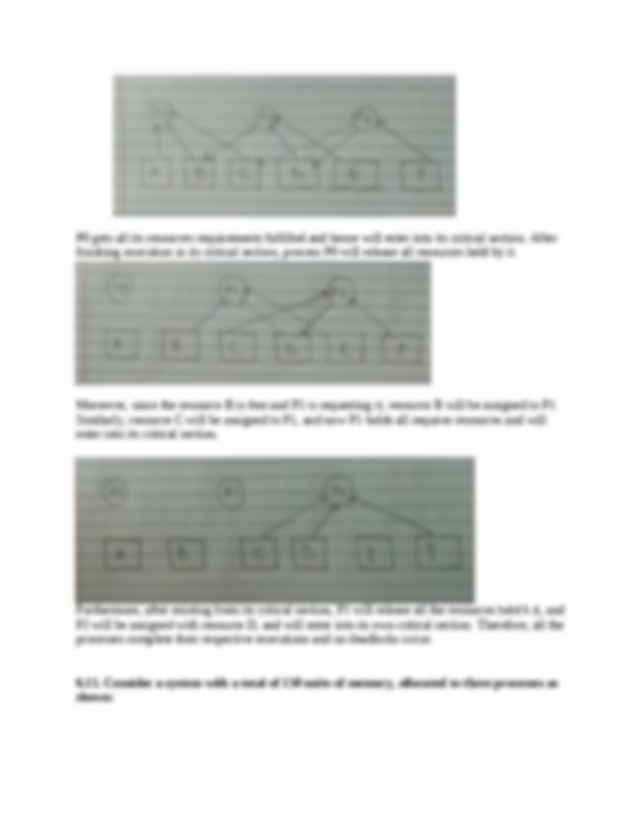 A B C D E F
P0 gets all its resources requirements fulfilled and hence will enter into its critical section. After
finishing execution in its critical section, process P0 will release all resources held by it.
A B C D E F
Moreover, since the resource B is free and P1 is requesting it, resource B will be assigned to P1.
Similarly, resource C will be assigned to P1, and now P1 holds all requires resources and will
enter into its critical section.
P0 P1 P2
A B C D E F
Furthermore, after existing from its critical section, P1 will release all the resources held by it, and
P2 will be assigned with resource D, and will enter into its own critical section. Therefore, all the
processes complete their respective executions and no deadlocks occur.
6.11. Consider a system with a total of 150 units of memory, allocated to three processes as
shown: